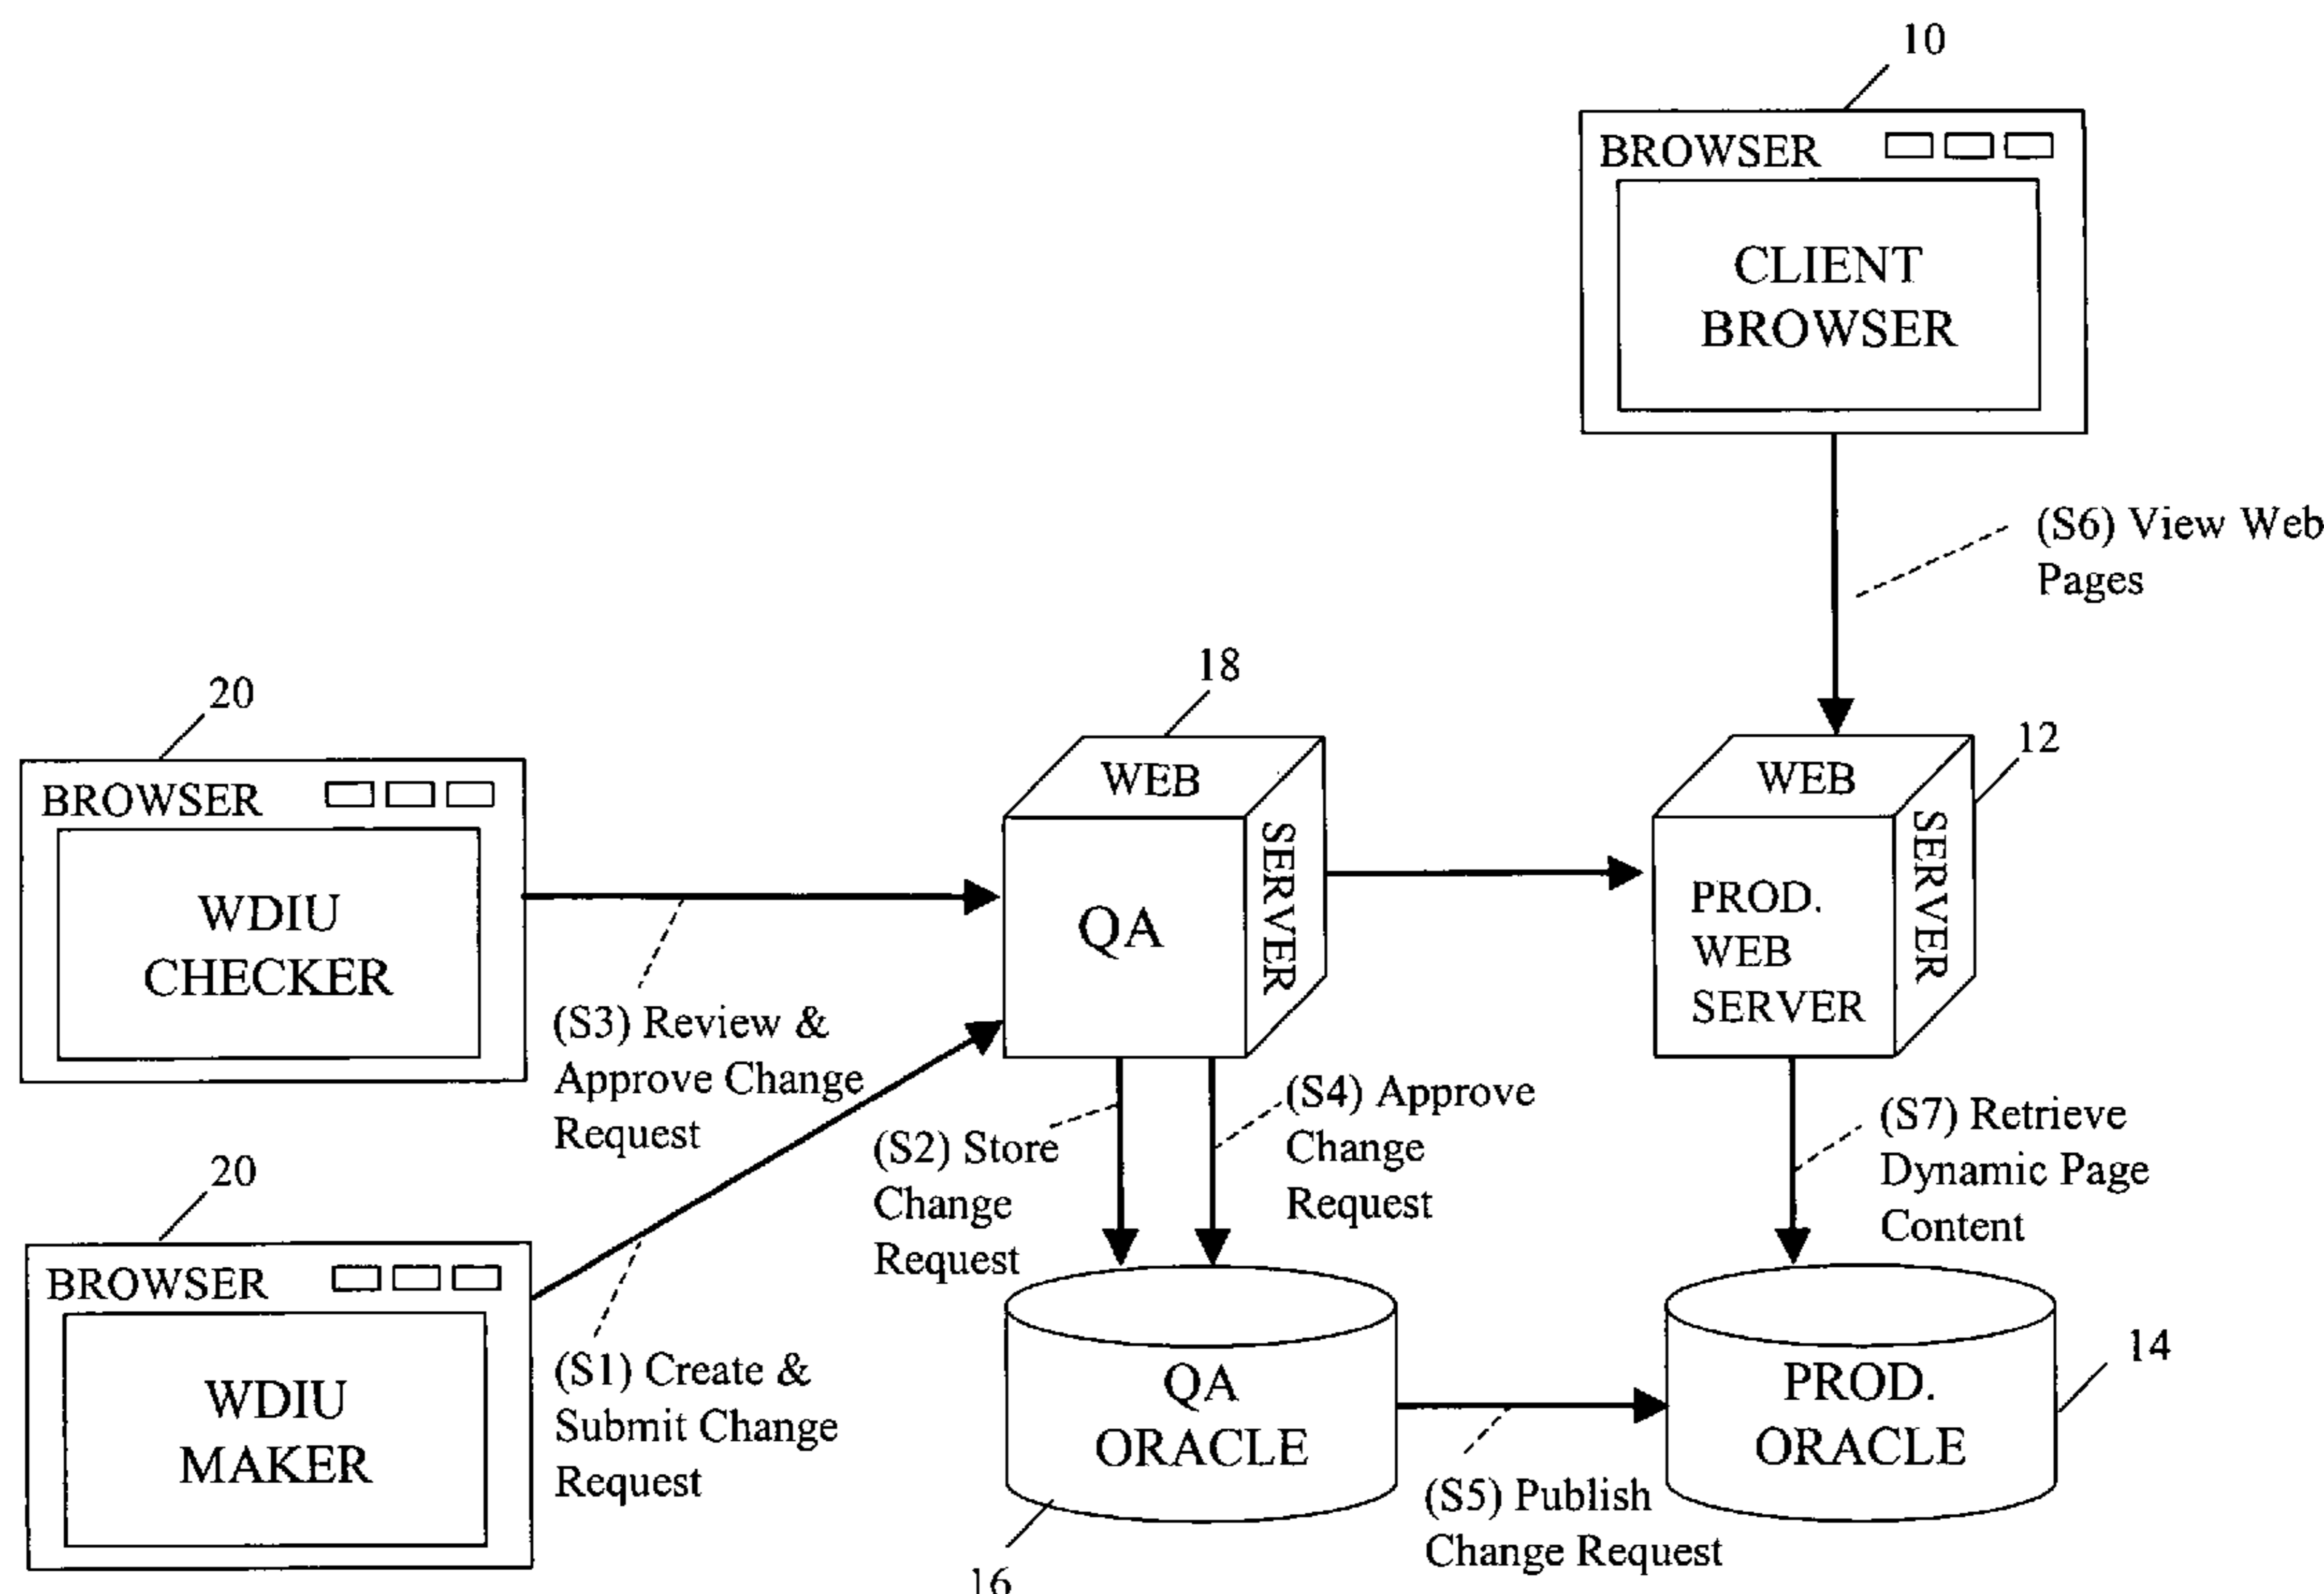 10
BROWSER
CLIENT
BROWSER
(S6) View Web
Pages
20
BROWSER
WDIU
CHECKER
(S3) Review &
Approve Change
Request
18
WEB
SERVER
QA
12
WEB
SERVER
PROD.
WEB
SERVER
20
BROWSER
WDIU
MAKER
(S1) Create &
Submit Change
Request
(S2) Store
Change
Request
(S4) Approve
Change
Request
(S7) Retrieve
Dynamic Page
Content
QA
ORACLE
16
(S5) Publish
Change Request
PROD.
ORACLE
14